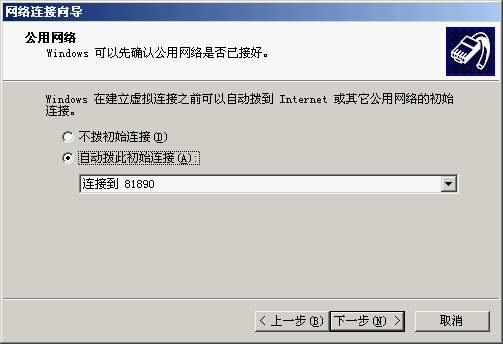 网络连接向导
公用网络
Windows 可以先确认公用网络是否已接好。
Windows 在建立虚拟连接之前可以自动拨到 Internet 或其它公用网络的初始
连接。
不拨初始连接(D)
自动拨此初始连接(A):
连接到 81890
< 上一步(B) 下一步(N) > 取消